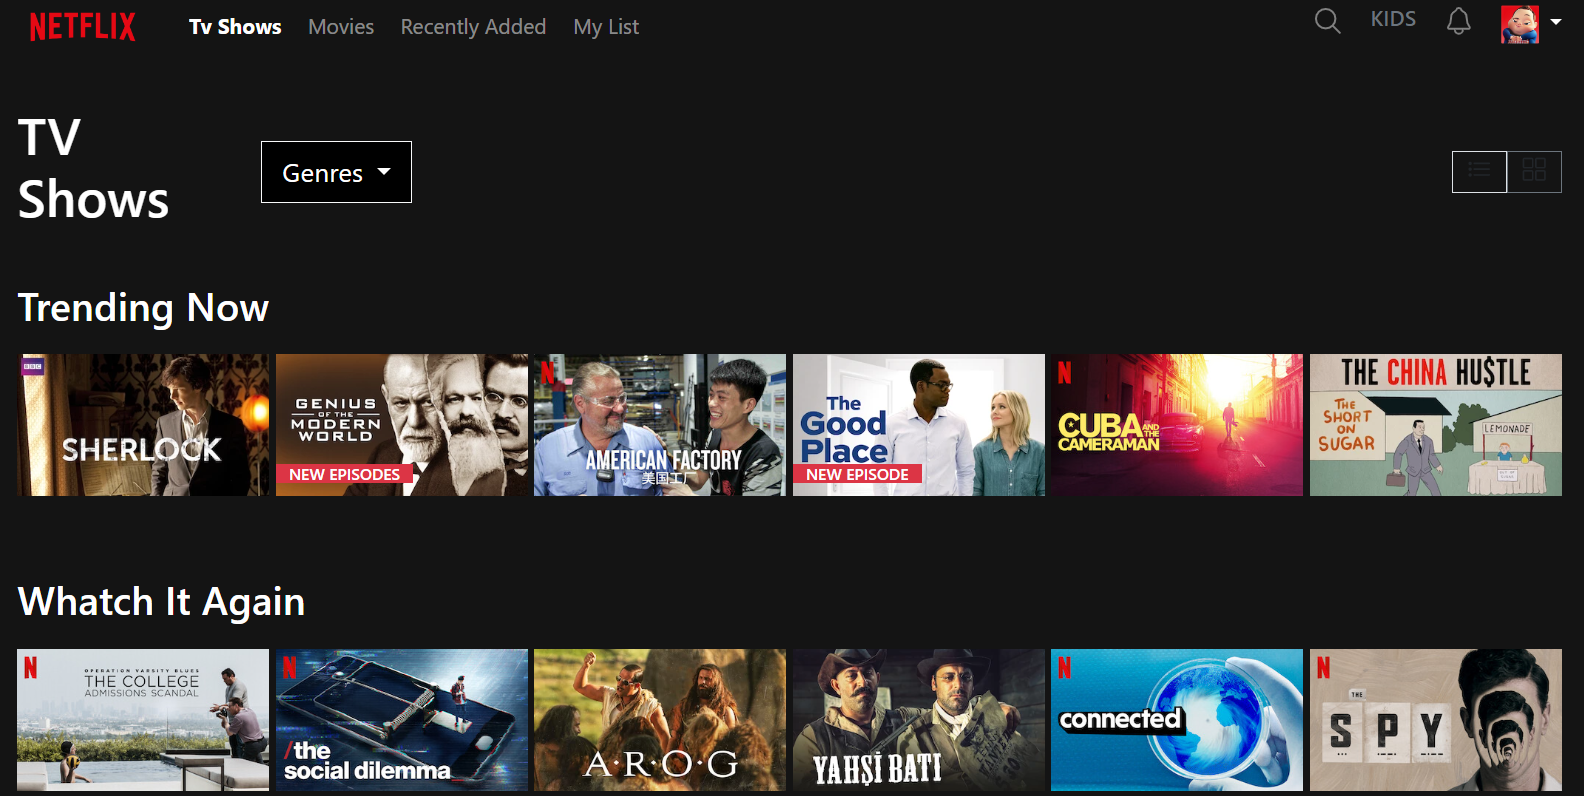 NETFLIX
Tv Shows
Movies
Recently Added
My List
KIDS
TV
Shows
Genres
Trending Now
BBC
SHERLOCK
GENIUS
OF THE
MODERN
WORLD
NEW EPISODES
N
AMERICAN FACTORY
美国工厂
The
Good
Place
NEW EPISODE
N
CUBA AND THE
CAMERAMAN
THE CHINA HU$TLE
THE
SHORT
ON
SUGAR
LEMONADE
Whatch It Again
N
OPERATION VARSITY BLUES
THE COLLEGE
ADMISSIONS SCANDAL
N
/the
social dilemma_
A·R·O·G
YAHŞİ BATI
N
connected
N
THE
SPY